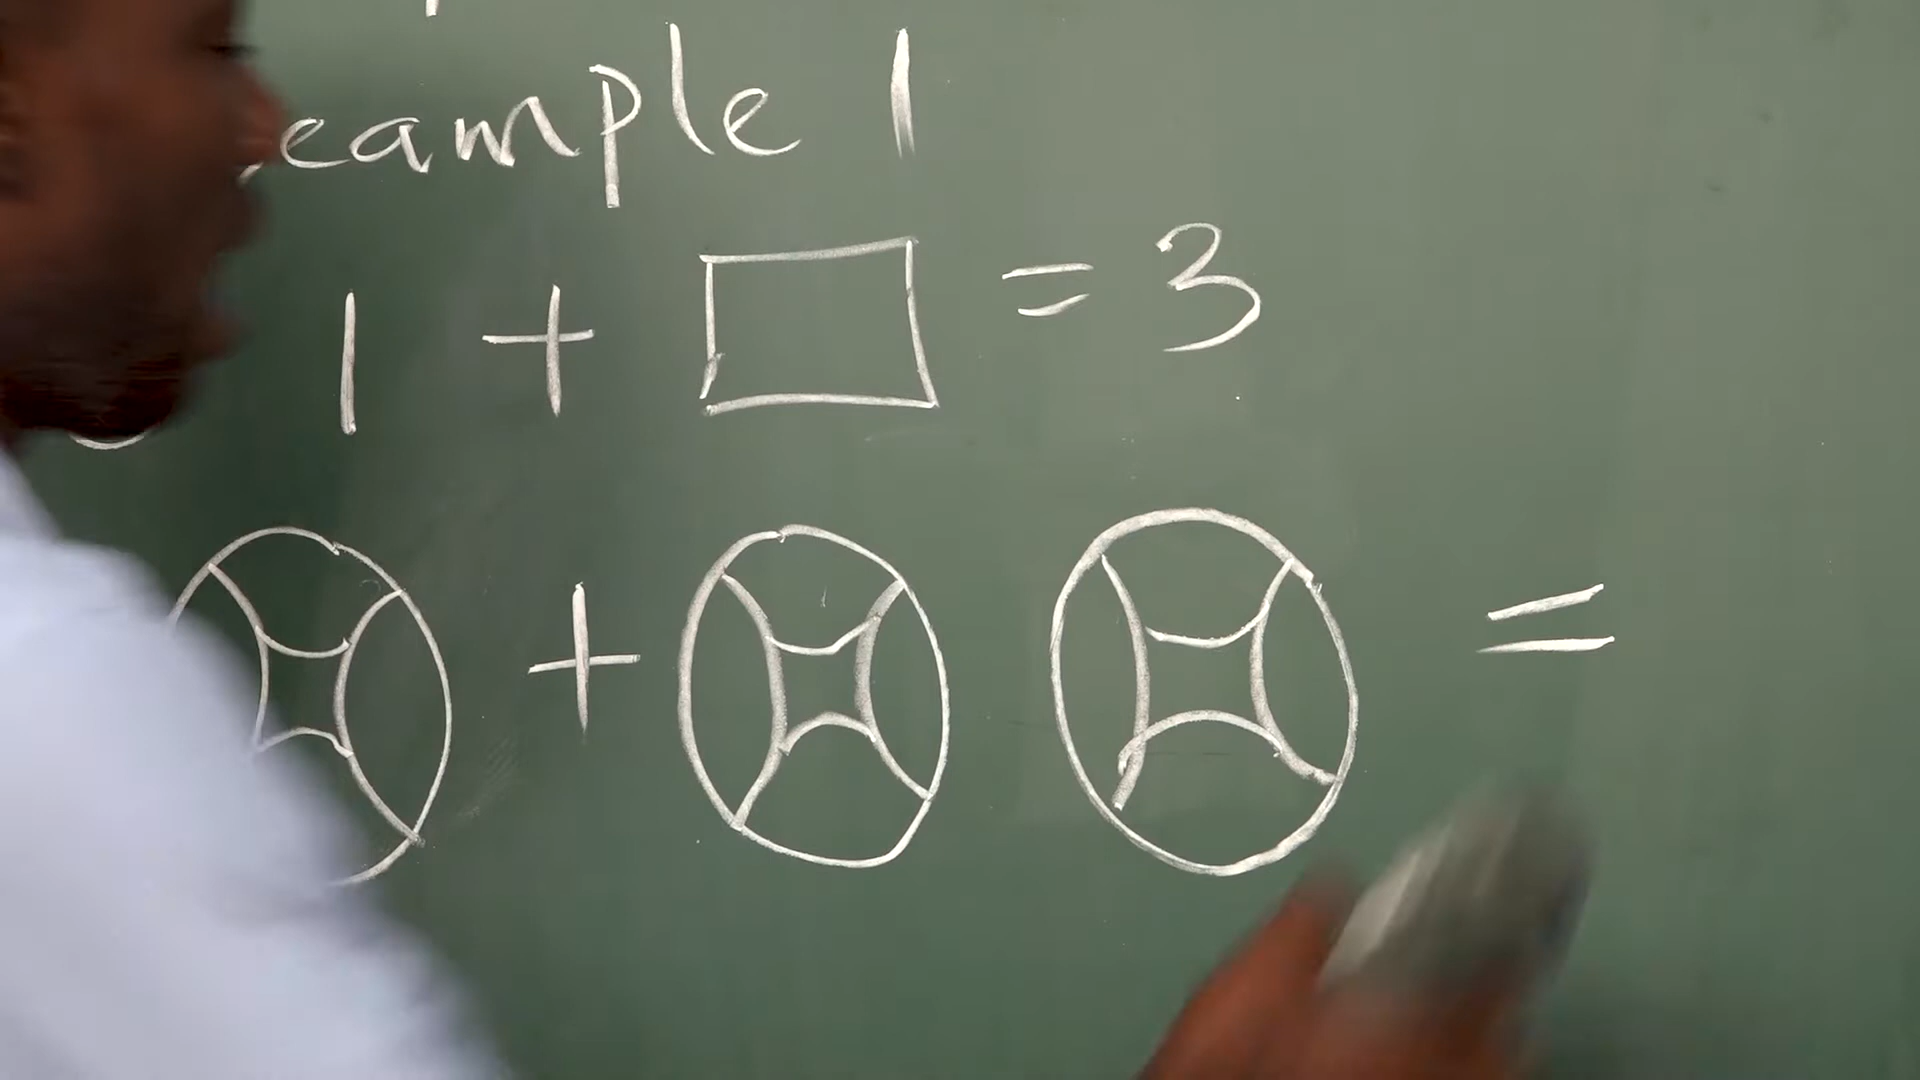 eample 1
1 + □ = 3
+ =